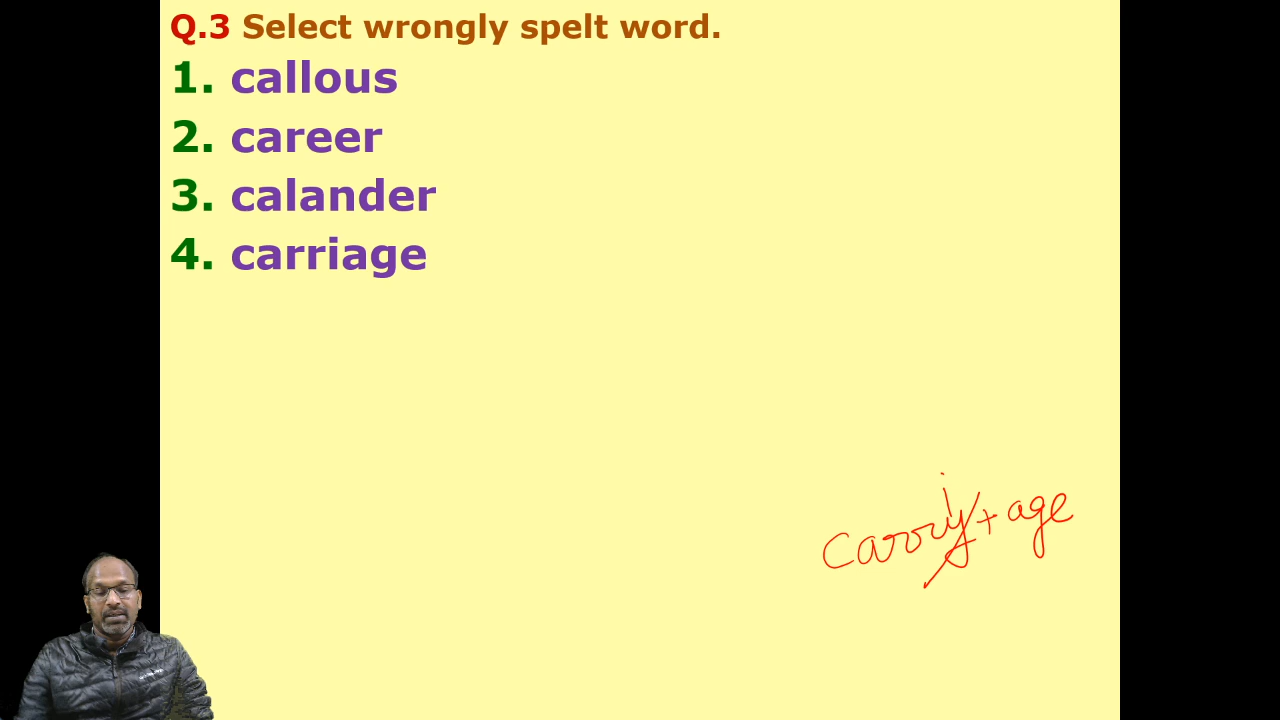 Q.3 Select wrongly spelt word.
1. callous
2. career
3. calander
4. carriage
i
carry + age